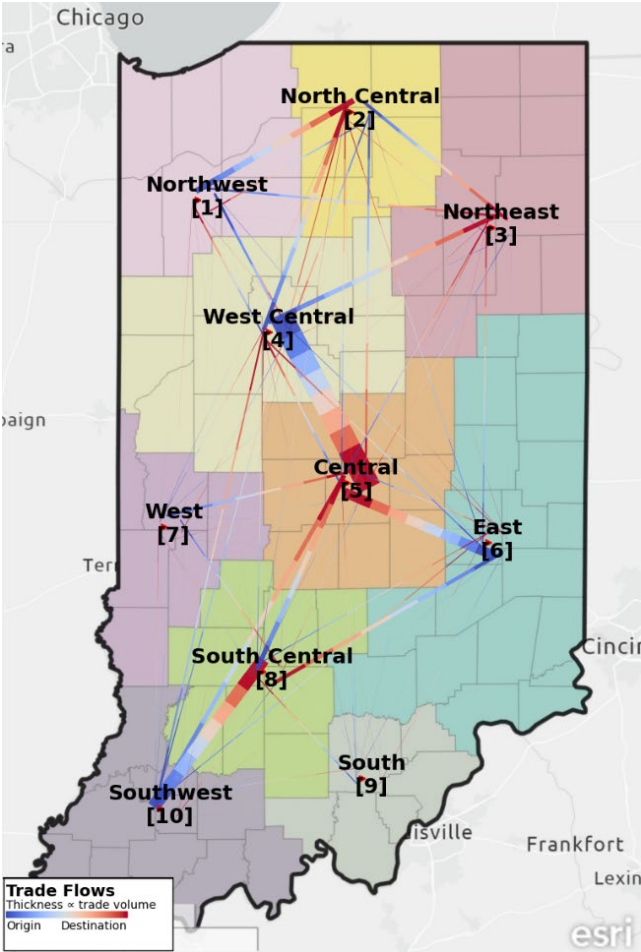 Chicago
North Central
[2]
Northwest
[1]
Northeast
[3]
West Central
[4]
paign
Central
[5]
West
[7]
East
[6]
Terr
Cincin
South Central
[8]
South
[9]
Southwest
[10]
isville
Frankfort
Lexin
Trade Flows
Thickness ∝ trade volume
Origin Destination
esri